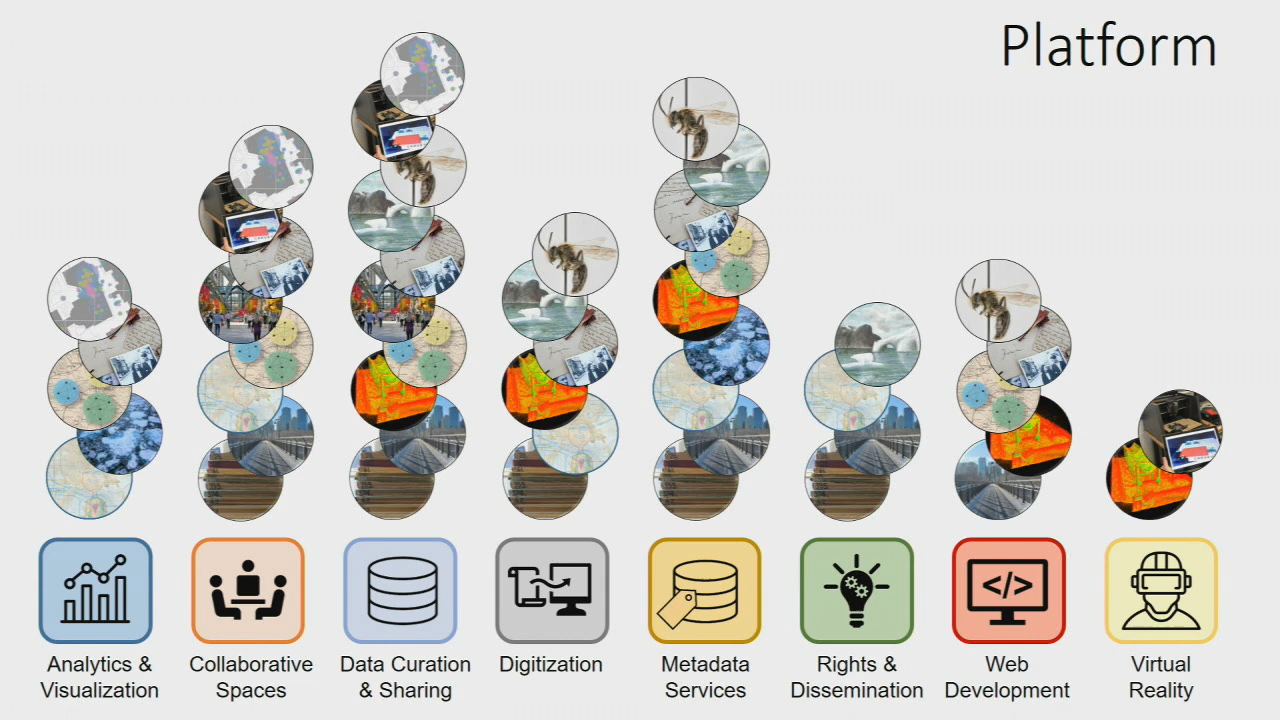 Platform
Analytics &
Visualization
Collaborative
Spaces
Data Curation
& Sharing
Digitization
Metadata
Services
Rights &
Dissemination
</>
Web
Development
Virtual
Reality